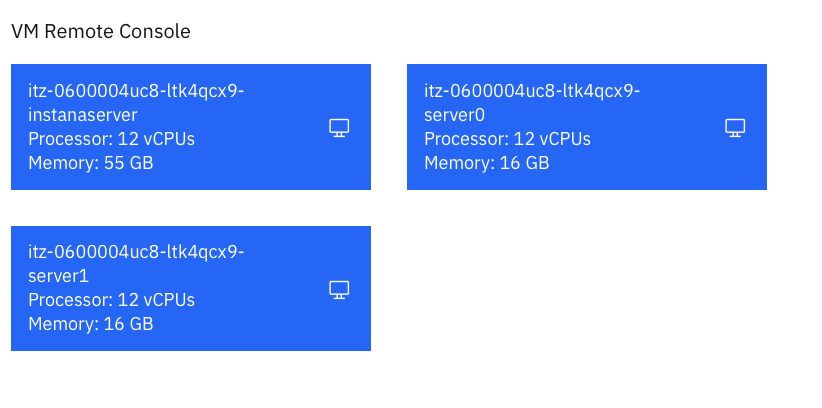 VM Remote Console
itz-0600004uc8-ltk4qcx9-
instanaserver
Processor: 12 vCPUs
Memory: 55 GB
itz-0600004uc8-ltk4qcx9-
server0
Processor: 12 vCPUs
Memory: 16 GB
itz-0600004uc8-ltk4qcx9-
server1
Processor: 12 vCPUs
Memory: 16 GB